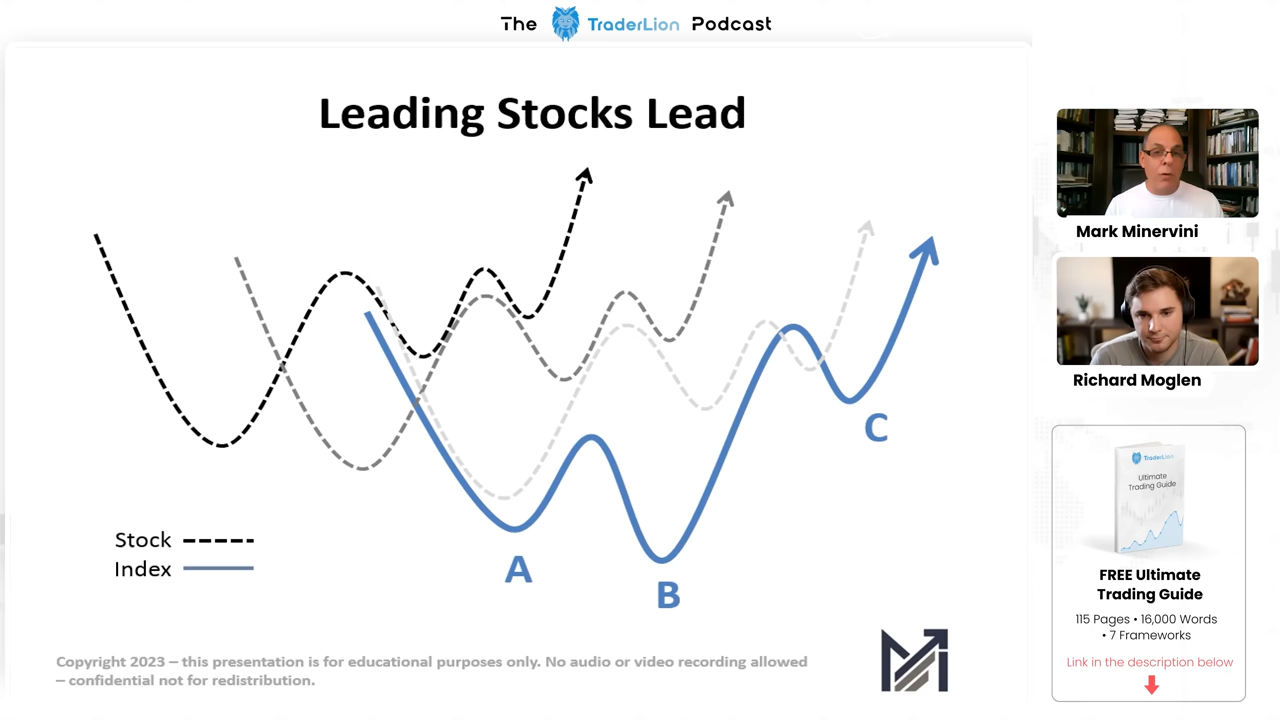 The TraderLion Podcast
Leading Stocks Lead
A
B
C
Stock
Index
Copyright 2023 – this presentation is for educational purposes only. No audio or video recording allowed
– confidential not for redistribution.
Mark Minervini
Richard Moglen
TraderLion
Ultimate
Trading Guide
FREE Ultimate
Trading Guide
115 Pages • 16,000 Words
• 7 Frameworks
Link in the description below